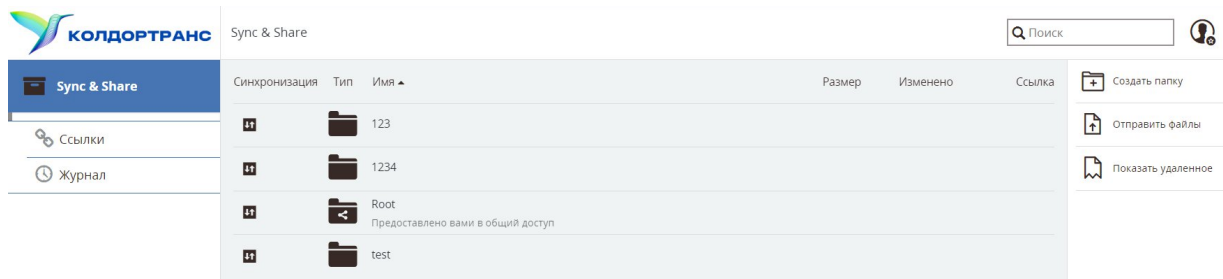 КОЛДОРТРАНС
Sync & Share
Поиск
Sync & Share
Ссылки
Журнал
Синхронизация Тип Имя Размер Изменено Ссылка
123
1234
Root
Предоставлено вами в общий доступ
test
Создать папку
Отправить файлы
Показать удаленное